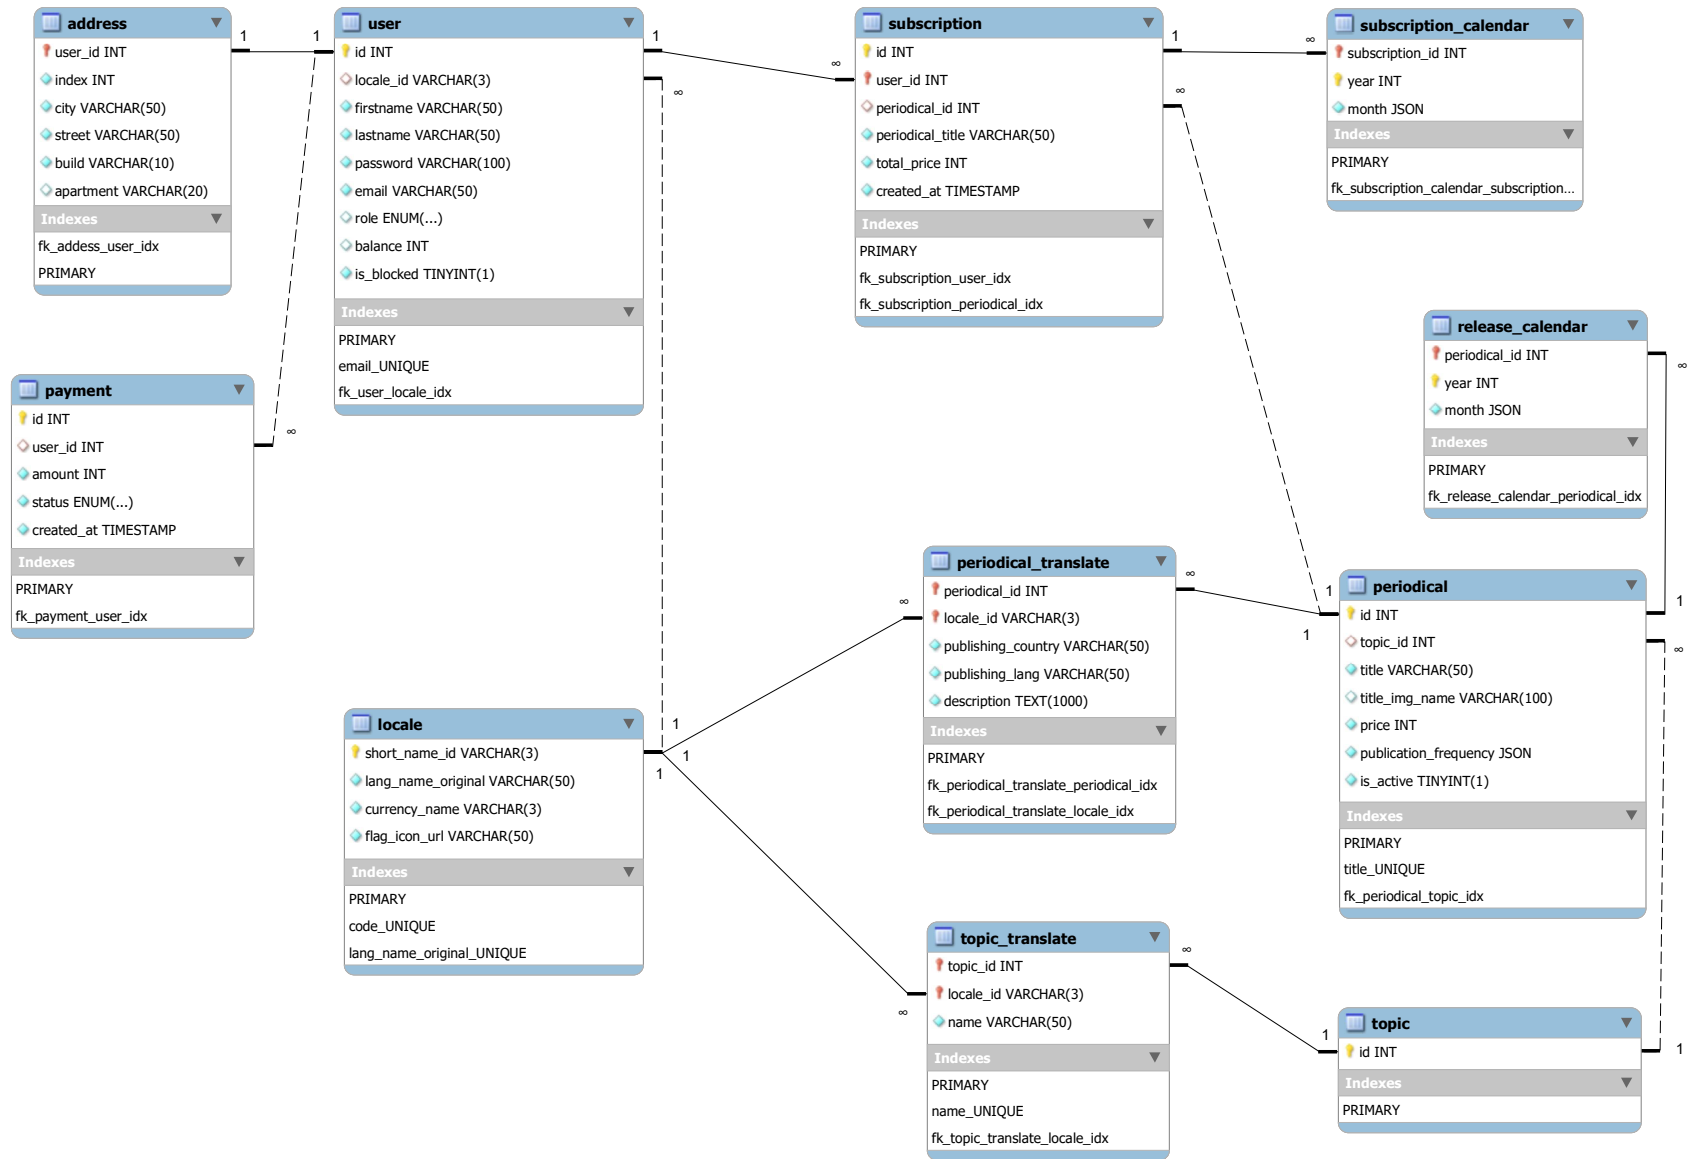 address
user_id INT
index INT
city VARCHAR(50)
street VARCHAR(50)
build VARCHAR(10)
apartment VARCHAR(20)
Indexes
fk_addess_user_idx
PRIMARY
1
1
user
id INT
locale_id VARCHAR(3)
firstname VARCHAR(50)
lastname VARCHAR(50)
password VARCHAR(100)
email VARCHAR(50)
role ENUM(...)
balance INT
is_blocked TINYINT(1)
Indexes
PRIMARY
email_UNIQUE
fk_user_locale_idx
1
∞
∞
subscription
id INT
user_id INT
periodical_id INT
periodical_title VARCHAR(50)
total_price INT
created_at TIMESTAMP
Indexes
PRIMARY
fk_subscription_user_idx
fk_subscription_periodical_idx
1
∞
∞
subscription_calendar
subscription_id INT
year INT
month JSON
Indexes
PRIMARY
fk_subscription_calendar_subscription...
release_calendar
periodical_id INT
year INT
month JSON
Indexes
PRIMARY
fk_release_calendar_periodical_idx
∞
payment
id INT
user_id INT
amount INT
status ENUM(...)
created_at TIMESTAMP
Indexes
PRIMARY
fk_payment_user_idx
∞
periodical_translate
periodical_id INT
locale_id VARCHAR(3)
publishing_country VARCHAR(50)
publishing_lang VARCHAR(50)
description TEXT(1000)
Indexes
PRIMARY
fk_periodical_translate_periodical_idx
fk_periodical_translate_locale_idx
∞
∞
1
1
periodical
id INT
topic_id INT
title VARCHAR(50)
title_img_name VARCHAR(100)
price INT
publication_frequency JSON
is_active TINYINT(1)
Indexes
PRIMARY
title_UNIQUE
fk_periodical_topic_idx
1
∞
locale
short_name_id VARCHAR(3)
lang_name_original VARCHAR(50)
currency_name VARCHAR(3)
flag_icon_url VARCHAR(50)
Indexes
PRIMARY
code_UNIQUE
lang_name_original_UNIQUE
1
1
1
topic_translate
topic_id INT
locale_id VARCHAR(3)
name VARCHAR(50)
Indexes
PRIMARY
name_UNIQUE
fk_topic_translate_locale_idx
∞
∞
1
topic
id INT
Indexes
PRIMARY
1